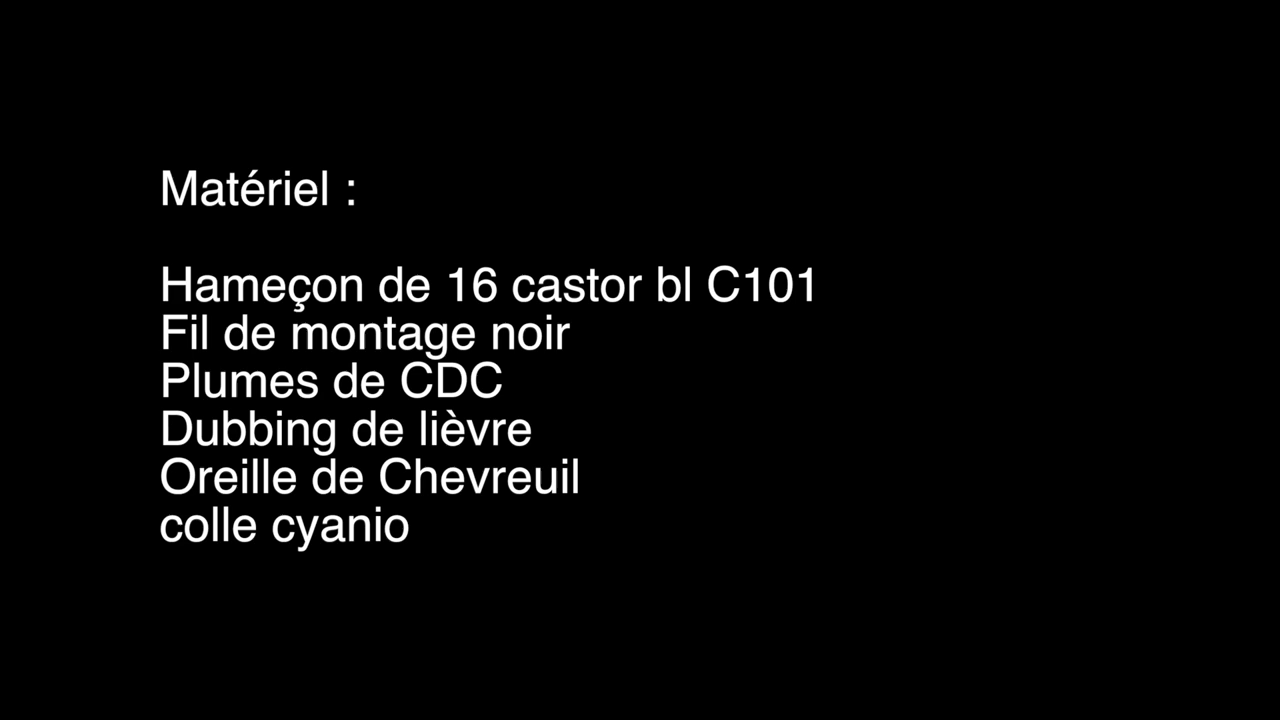 Matériel :
Hameçon de 16 castor bl C101
Fil de montage noir
Plumes de CDC
Dubbing de lièvre
Oreille de Chevreuil
colle cyanio